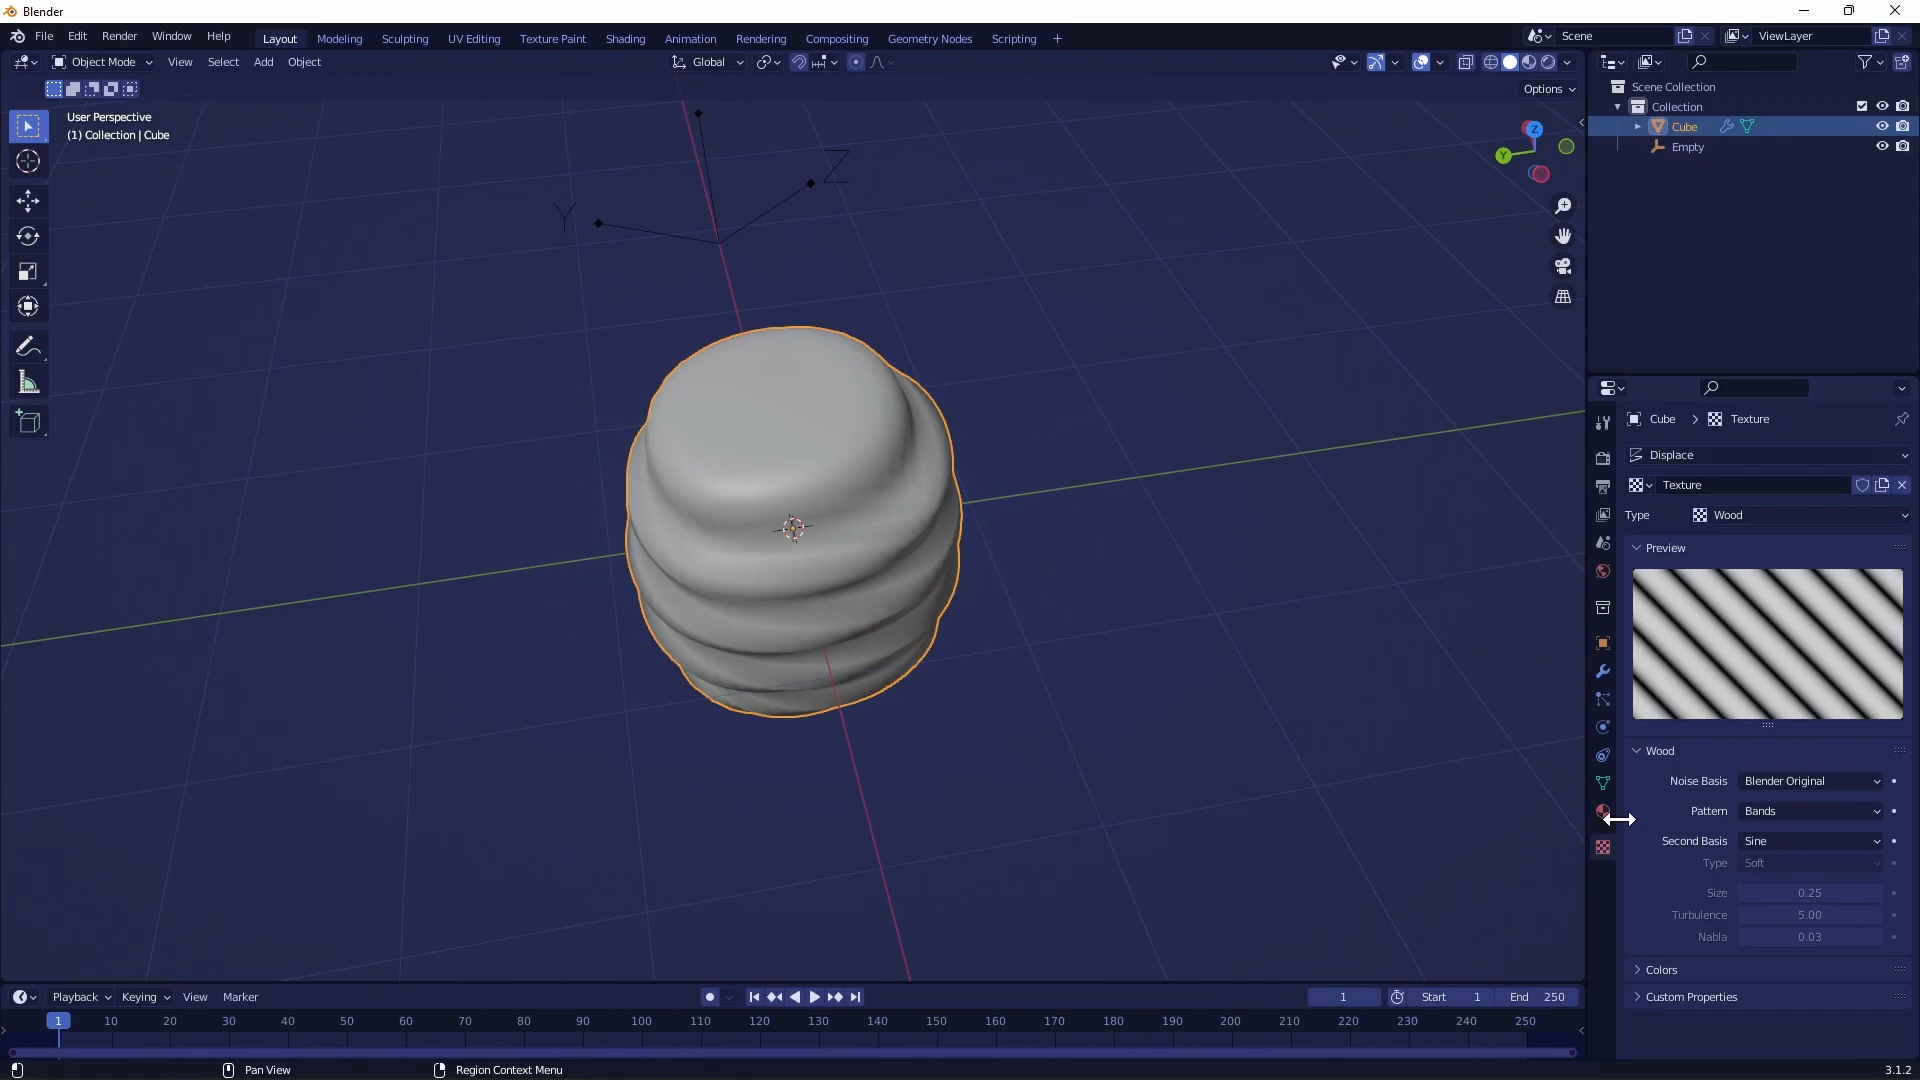 Blender
File Edit Render Window Help Layout Modeling Sculpting UV Editing Texture Paint Shading Animation Rendering Compositing Geometry Nodes Scripting + Scene ViewLayer
Object Mode View Select Add Object Global
Options
User Perspective
(1) Collection | Cube
Z
Y
Z
Y
Scene Collection
Collection
Cube
Empty
Cube > Texture
Displace
Texture
Type Wood
Preview
Wood
Noise Basis Blender Original
Pattern Bands
Second Basis Sine
Type Soft
Size 0.25
Turbulence 5.00
Nabla 0.03
Colors
Custom Properties
Playback Keying View Marker 1 Start 1 End 250
1 10 20 30 40 50 60 70 80 90 100 110 120 130 140 150 160 170 180 190 200 210 220 230 240 250
Pan View Region Context Menu 3.1.2